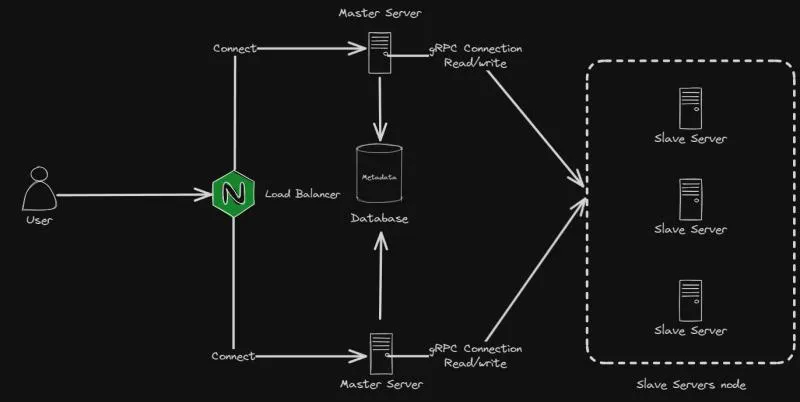 Master Server
Connect
gRPC Connection
Read/write
Slave Server
Metadata
Load Balancer
User
Database
Slave Server
Slave Server
Connect
gRPC Connection
Read/write
Master Server
Slave Servers node